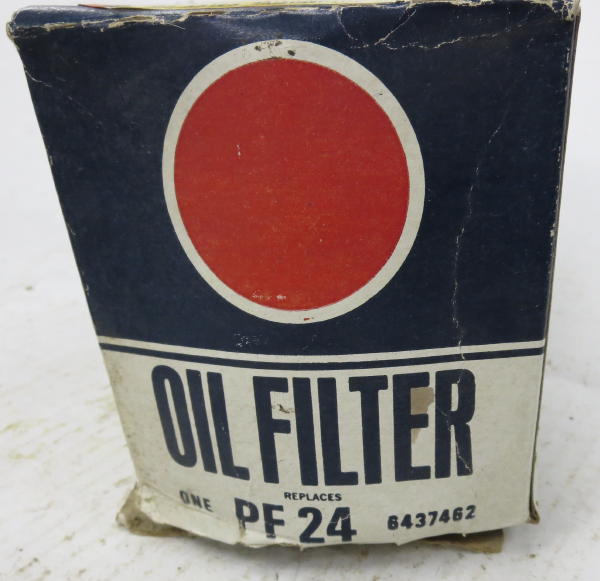 OIL FILTER
REPLACES
ONE PF 24 6437462